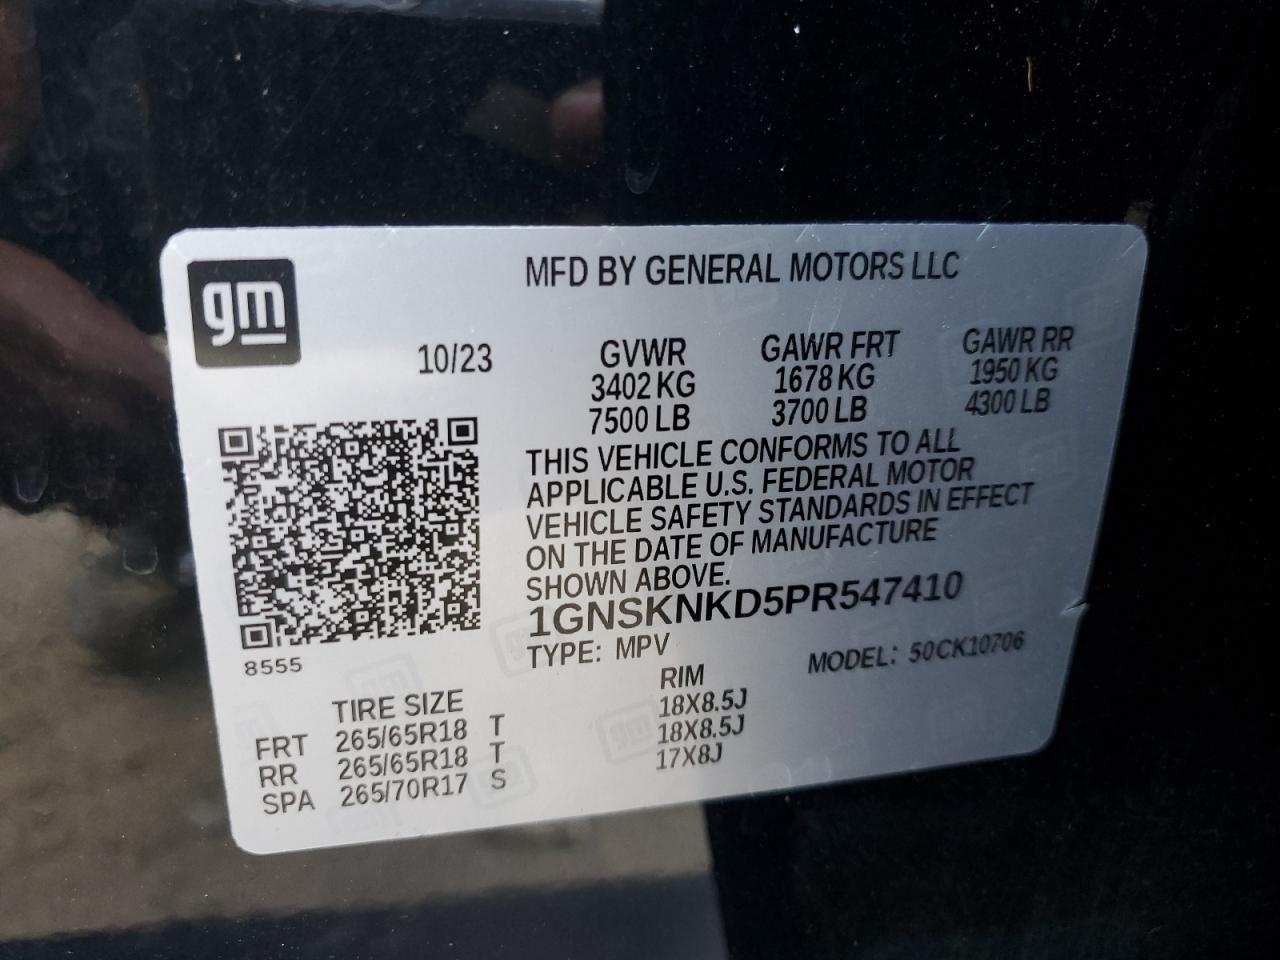 gm
MFD BY GENERAL MOTORS LLC
10/23 GVWR GAWR FRT GAWR RR
3402 KG 1678 KG 1950 KG
7500 LB 3700 LB 4300 LB
THIS VEHICLE CONFORMS TO ALL
APPLICABLE U.S. FEDERAL MOTOR
VEHICLE SAFETY STANDARDS IN EFFECT
ON THE DATE OF MANUFACTURE
SHOWN ABOVE.
1GNSKNKD5PR547410
8555
TYPE: MPV MODEL: 50CK10706
TIRE SIZE RIM
FRT 265/65R18 T 18X8.5J
RR 265/65R18 T 18X8.5J
SPA 265/70R17 S 17X8J